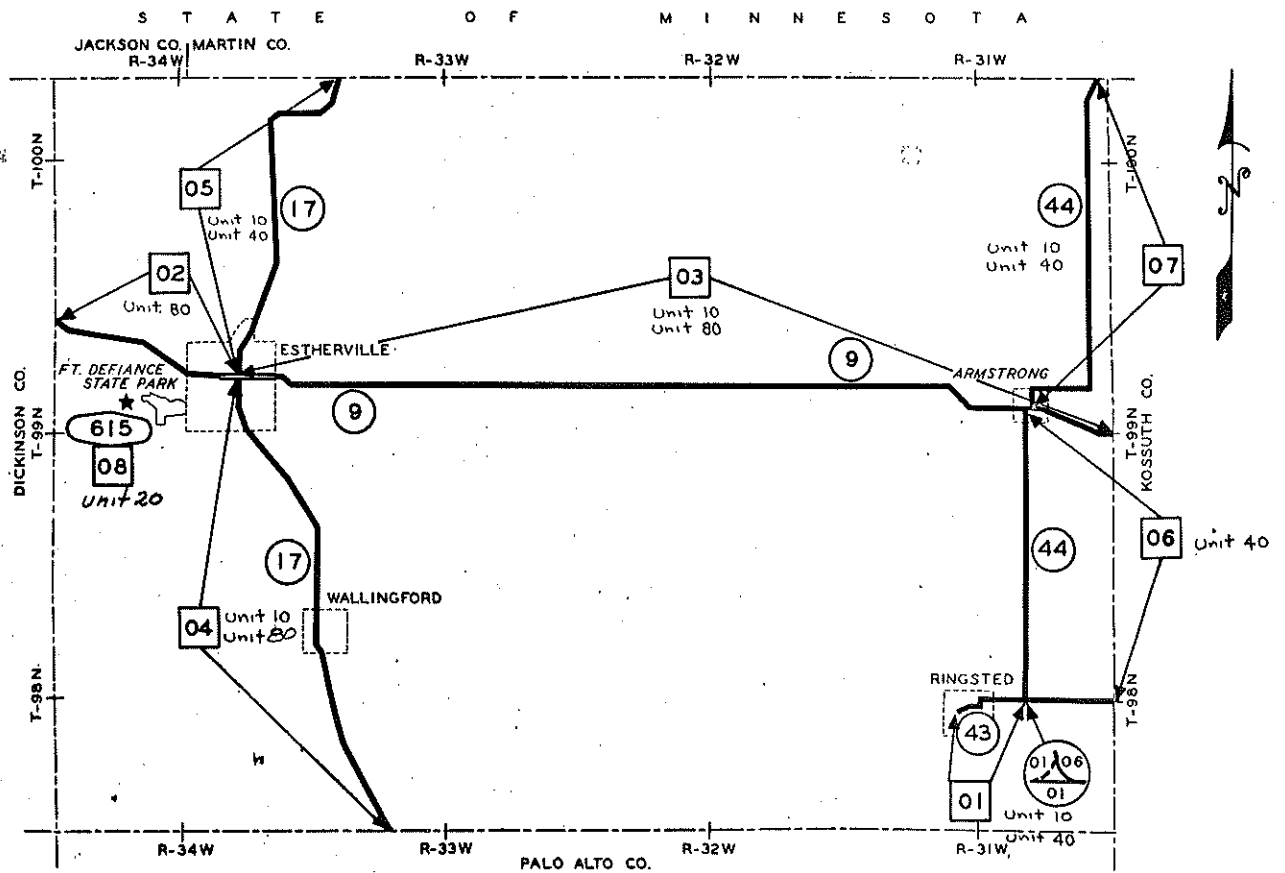 STATE OF MINNESOTA
JACKSON CO. MARTIN CO.
R-34W
R-33W
R-32W
R-31W
T-100N
T-100N
N
05
Unit 10
Unit 40
17
44
Unit 10
Unit 40
07
02
Unit 80
03
Unit 10
Unit 80
ESTHERVILLE
FT. DEFIANCE
STATE PARK
9
9
ARMSTRONG
615
08
Unit 20
DICKINSON CO.
T-99N
T-99N
KOSSUTH CO.
17
44
06
Unit 40
WALLINGFORD
04
Unit 10
Unit 80
T-98N
T-98N
RINGSTED
43
01
01 06
01
Unit 10
Unit 40
R-34W
R-33W
R-32W
R-31W
PALO ALTO CO.